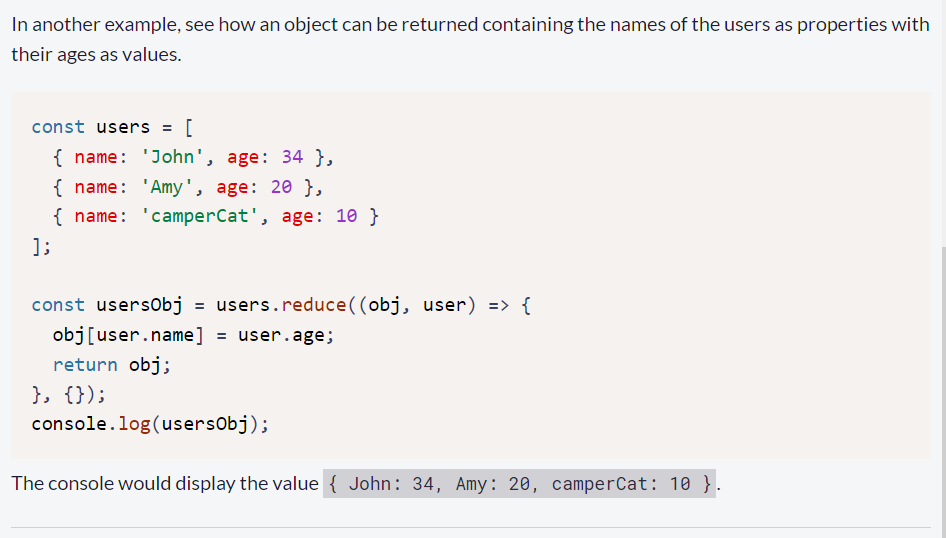 In another example, see how an object can be returned containing the names of the users as properties with
their ages as values.
const users = [
  { name: 'John', age: 34 },
  { name: 'Amy', age: 20 },
  { name: 'camperCat', age: 10 }
];
const usersObj = users.reduce((obj, user) => {
  obj[user.name] = user.age;
  return obj;
}, {});
console.log(usersObj);
The console would display the value { John: 34, Amy: 20, camperCat: 10 }.